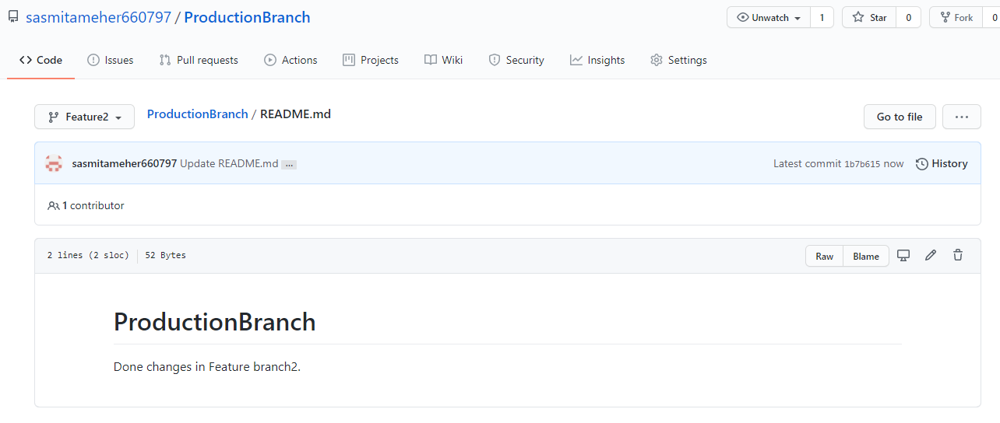 sasmitameher660797 / ProductionBranch Unwatch 1 Star 0 Fork 0
Code Issues Pull requests Actions Projects Wiki Security Insights Settings
Feature2 ProductionBranch / README.md Go to file ...
sasmitameher660797 Update README.md ... Latest commit 1b7b615 now History
1 contributor
2 lines (2 sloc) 52 Bytes Raw Blame
ProductionBranch
Done changes in Feature branch2.